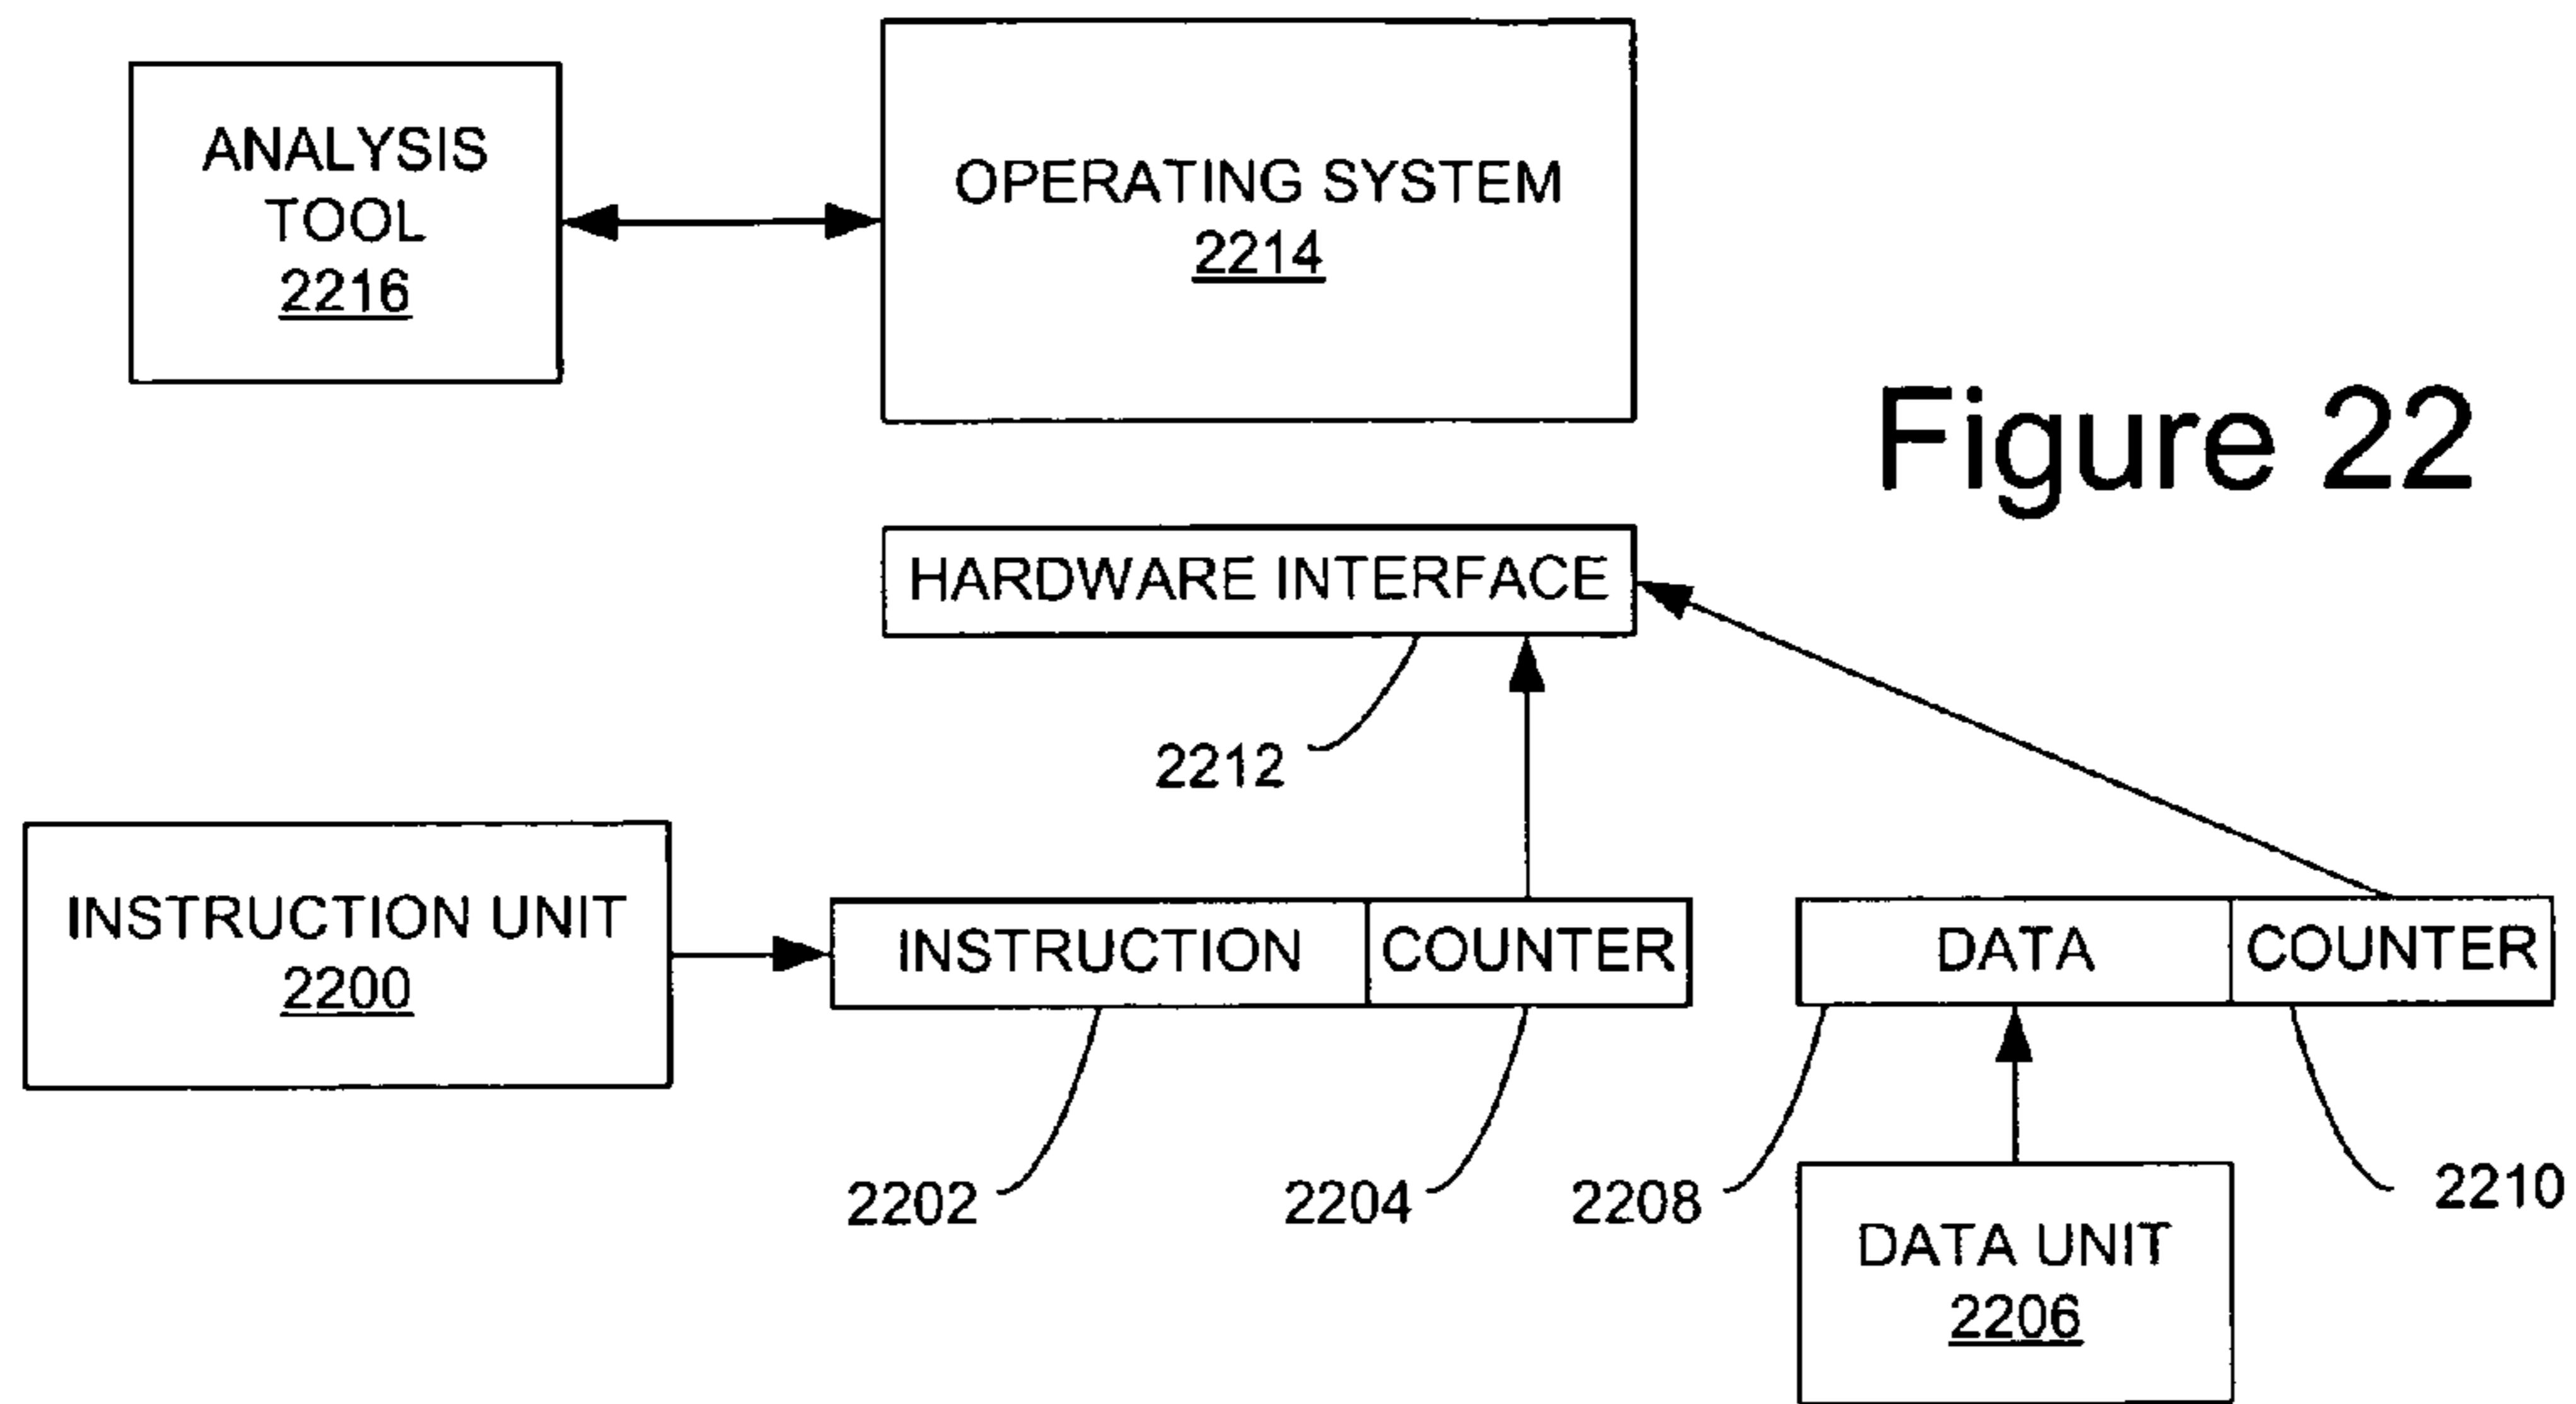 ANALYSIS
TOOL
2216
OPERATING SYSTEM
2214
Figure 22
HARDWARE INTERFACE
2212
INSTRUCTION UNIT
2200
INSTRUCTION
COUNTER
DATA
COUNTER
2202
2204
2208
2210
DATA UNIT
2206